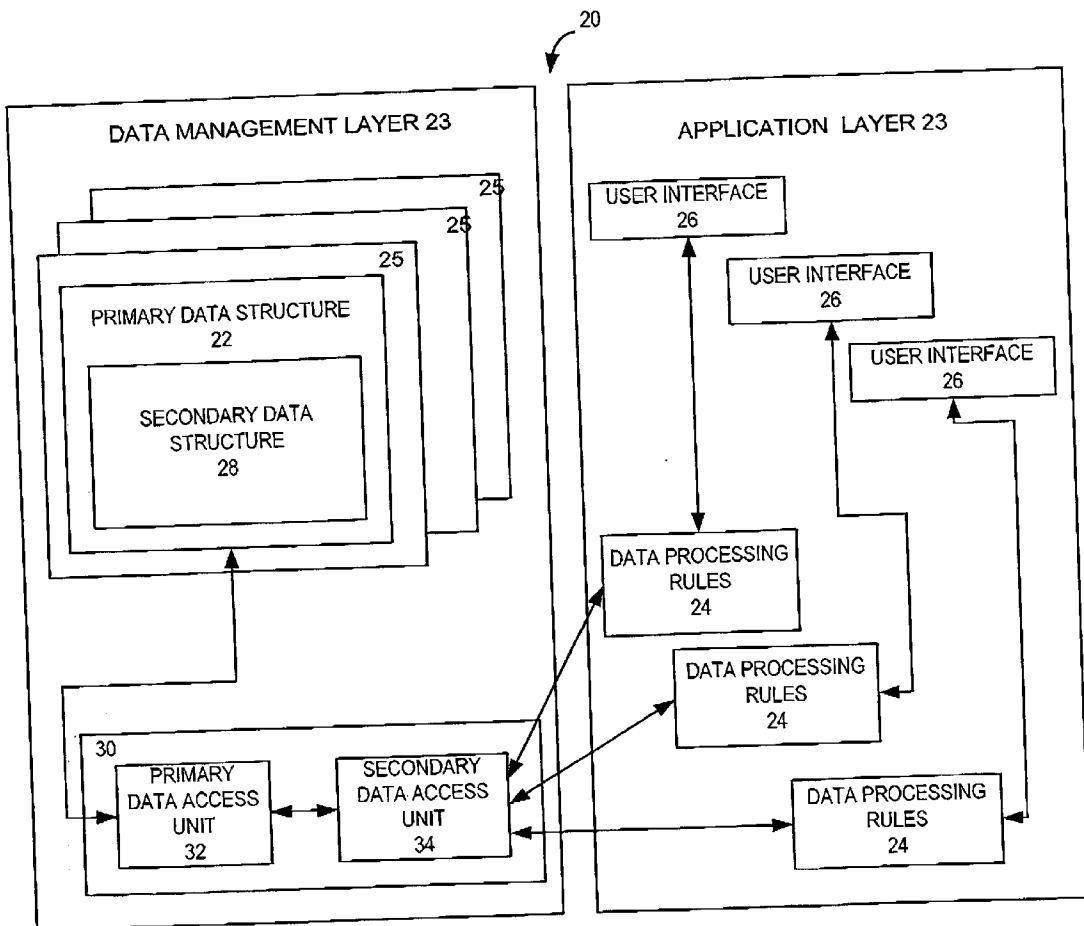 20
DATA MANAGEMENT LAYER 23
25
25
25
PRIMARY DATA STRUCTURE
22
SECONDARY DATA
STRUCTURE
28
30
PRIMARY
DATA ACCESS
UNIT
32
SECONDARY
DATA ACCESS
UNIT
34
APPLICATION LAYER 23
USER INTERFACE
26
USER INTERFACE
26
USER INTERFACE
26
DATA PROCESSING
RULES
24
DATA PROCESSING
RULES
24
DATA PROCESSING
RULES
24